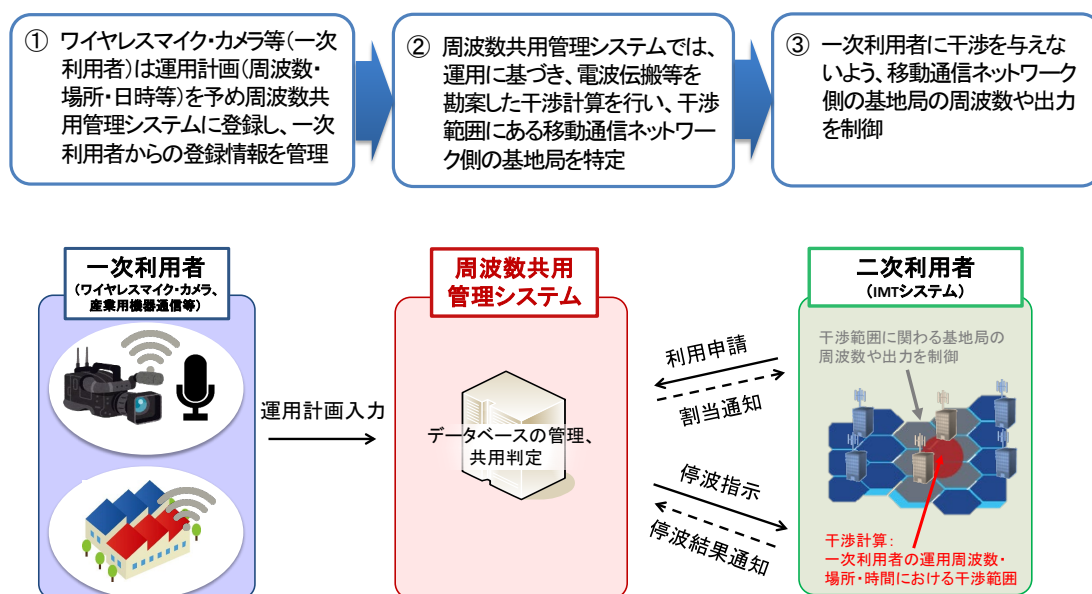 ① ワイヤレスマイク・カメラ等(一次
利用者)は運用計画(周波数・
場所・日時等)を予め周波数共
用管理システムに登録し、一次
利用者からの登録情報を管理
② 周波数共用管理システムでは、
運用に基づき、電波伝搬等を
勘案した干渉計算を行い、干渉
範囲にある移動通信ネットワー
ク側の基地局を特定
③ 一次利用者に干渉を与えな
いよう、移動通信ネットワーク
側の基地局の周波数や出力
を制御
一次利用者
(ワイヤレスマイク・カメラ、
産業用機器通信等)
運用計画入力
周波数共用
管理システム
データベースの管理、
共用判定
利用申請
割当通知
停波指示
停波結果通知
二次利用者
(IMTシステム)
干渉範囲に関わる基地局の
周波数や出力を制御
干渉計算:
一次利用者の運用周波数・
場所・時間における干渉範囲